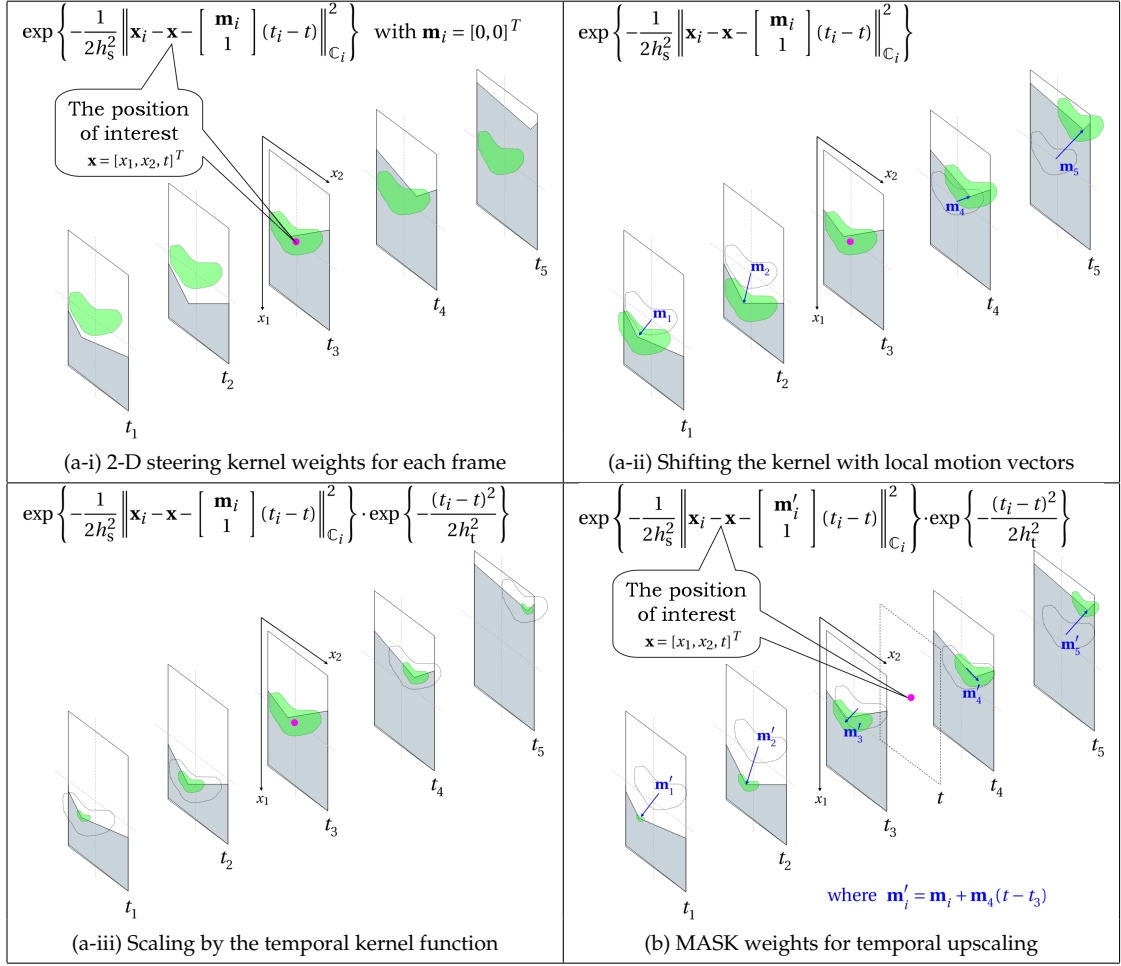 exp{ -1/(2h_s^2) ‖x_i - x - [m_i 1] (t_i - t)‖^2_{ℂ_i} } with m_i = [0,0]^T
The position
of interest
x = [x_1, x_2, t]^T
x_2
x_1
t_1
t_2
t_3
t_4
t_5
(a-i) 2-D steering kernel weights for each frame
exp{ -1/(2h_s^2) ‖x_i - x - [m_i 1] (t_i - t)‖^2_{ℂ_i} }
x_2
x_1
m_1
m_2
m_4
m_5
t_1
t_2
t_3
t_4
t_5
(a-ii) Shifting the kernel with local motion vectors
exp{ -1/(2h_s^2) ‖x_i - x - [m_i 1] (t_i - t)‖^2_{ℂ_i} } · exp{ -(t_i - t)^2/(2h_t^2) }
x_2
x_1
t_1
t_2
t_3
t_4
t_5
(a-iii) Scaling by the temporal kernel function
exp{ -1/(2h_s^2) ‖x_i - x - [m′_i 1] (t_i - t)‖^2_{ℂ_i} } · exp{ -(t_i - t)^2/(2h_t^2) }
The position
of interest
x = [x_1, x_2, t]^T
x_2
x_1
m′_1
m′_2
m′_3
m′_4
m′_5
t_1
t_2
t_3
t
t_4
t_5
where m′_i = m_i + m_4(t - t_3)
(b) MASK weights for temporal upscaling